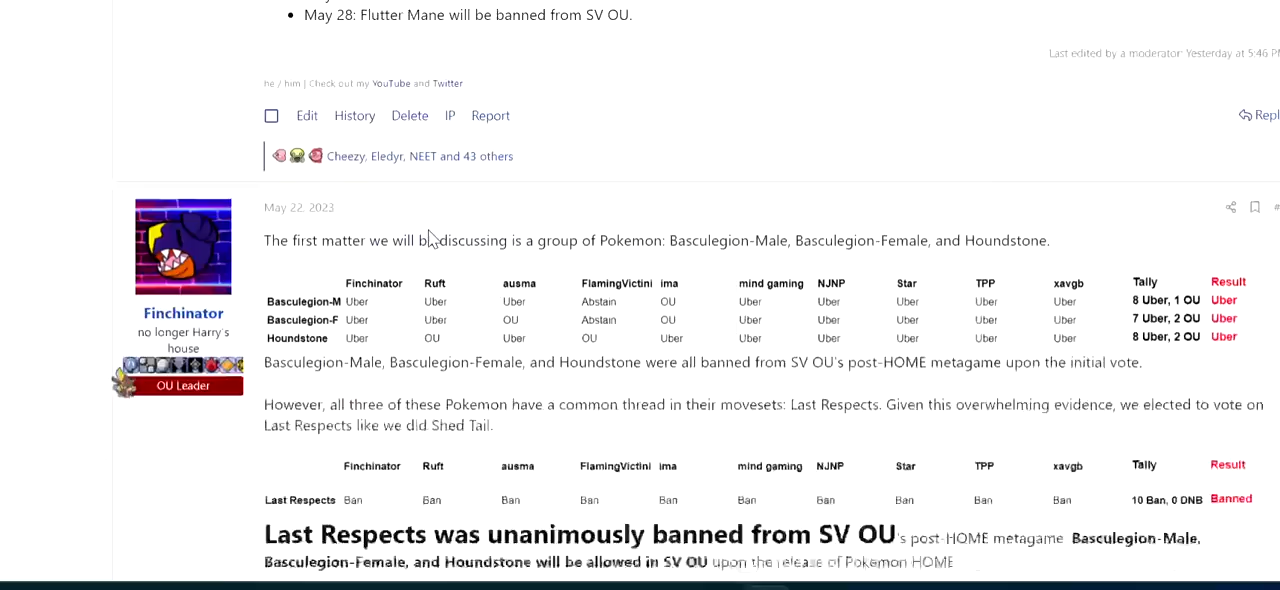 May 28: Flutter Mane will be banned from SV OU.
Last edited by a moderator: Yesterday at 5:46 PM
he / him | Check out my YouTube and Twitter
Edit History Delete IP Report
Repl
Cheezy, Eledyr, NEET and 43 others
May 22, 2023
The first matter we will be discussing is a group of Pokemon: Basculegion-Male, Basculegion-Female, and Houndstone.
Finchinator Ruft ausma FlamingVictini ima mind gaming NJNP Star TPP xavgb Tally Result
Basculegion-M Uber Uber Uber Abstain OU Uber Uber Uber Uber Uber 8 Uber, 1 OU Uber
Basculegion-F Uber Uber OU Abstain OU Uber Uber Uber Uber Uber 7 Uber, 2 OU Uber
Houndstone Uber OU Uber OU Uber Uber Uber Uber Uber Uber 8 Uber, 2 OU Uber
Finchinator
no longer Harry's
house
OU Leader
Basculegion-Male, Basculegion-Female, and Houndstone were all banned from SV OU's post-HOME metagame upon the initial vote.
However, all three of these Pokemon have a common thread in their movesets: Last Respects. Given this overwhelming evidence, we elected to vote on
Last Respects like we did Shed Tail.
Finchinator Ruft ausma FlamingVictini ima mind gaming NJNP Star TPP xavgb Tally Result
Last Respects Ban Ban Ban Ban Ban Ban Ban Ban Ban Ban 10 Ban, 0 DNB Banned
Last Respects was unanimously banned from SV OU's post-HOME metagame Basculegion-Male,
Basculegion-Female, and Houndstone will be allowed in SV OU upon the release of Pokemon HOME